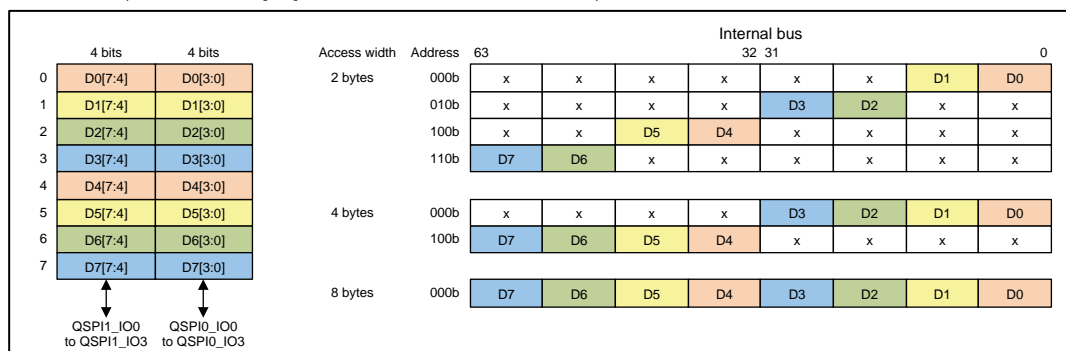 Internal bus
4 bits 4 bits Access width Address 63 32 31 0
0 D0[7:4] D0[3:0] 2 bytes 000b x x x x x x D1 D0
1 D1[7:4] D1[3:0] 010b x x x x D3 D2 x x
2 D2[7:4] D2[3:0] 100b x x D5 D4 x x x x
3 D3[7:4] D3[3:0] 110b D7 D6 x x x x x x
4 D4[7:4] D4[3:0]
5 D5[7:4] D5[3:0] 4 bytes 000b x x x x D3 D2 D1 D0
6 D6[7:4] D6[3:0] 100b D7 D6 D5 D4 x x x x
7 D7[7:4] D7[3:0]
8 bytes 000b D7 D6 D5 D4 D3 D2 D1 D0
QSPI1_IO0 QSPI0_IO0
to QSPI1_IO3 to QSPI0_IO3